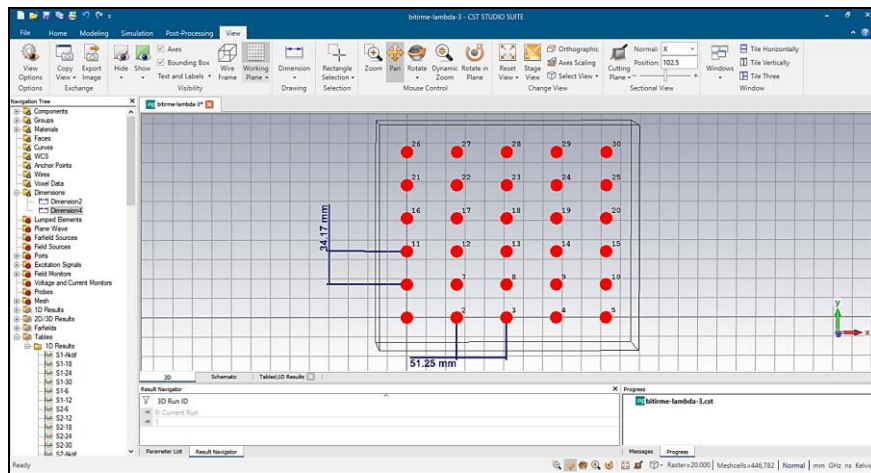 bitirme-lambda-3 - CST STUDIO SUITE
File Home Modeling Simulation Post-Processing View
View Options
Copy View
Export Image
Hide
Show
Axes
Bounding Box
Text and Labels
Wire Frame
Working Plane
Dimension
Rectangle Selection
Zoom
Pan
Rotate
Dynamic Zoom
Rotate in Plane
Reset View
Stage View
Orthographic
Axes Scaling
Select View
Cutting Plane
Normal: X
Position: 102.5
Windows
Tile Horizontally
Tile Vertically
Tile Three
Options Exchange Visibility Drawing Selection Mouse Control Change View Sectional View Window
Navigation Tree
bitirme-lambda-3*
Components
Groups
Materials
Faces
Curves
WCS
Anchor Points
Wires
Voxel Data
Dimensions
Dimension2
Dimension4
Lumped Elements
Plane Wave
Farfield Sources
Field Sources
Ports
Excitation Signals
Field Monitors
Voltage and Current Monitors
Probes
Mesh
1D Results
2D/3D Results
Farfields
Tables
1D Results
S1-Aktif
S1-18
S1-24
S1-30
S1-6
S1-12
S2-6
S2-12
S2-18
S2-24
S2-30
S2-Aktif
26 27 28 29 30
21 22 23 24 25
16 17 18 19 20
11 12 13 14 15
7 8 9 10
2 3 4 5
34.17 mm
51.25 mm
y
x
3D Schematic Tables\1D Results
Result Navigator
3D Run ID
0: Current Run
1
Parameter List Result Navigator
Progress
bitirme-lambda-3.cst
Messages Progress
Ready
Raster=20.000 Meshcells=446,782 Normal mm GHz ns Kelvin